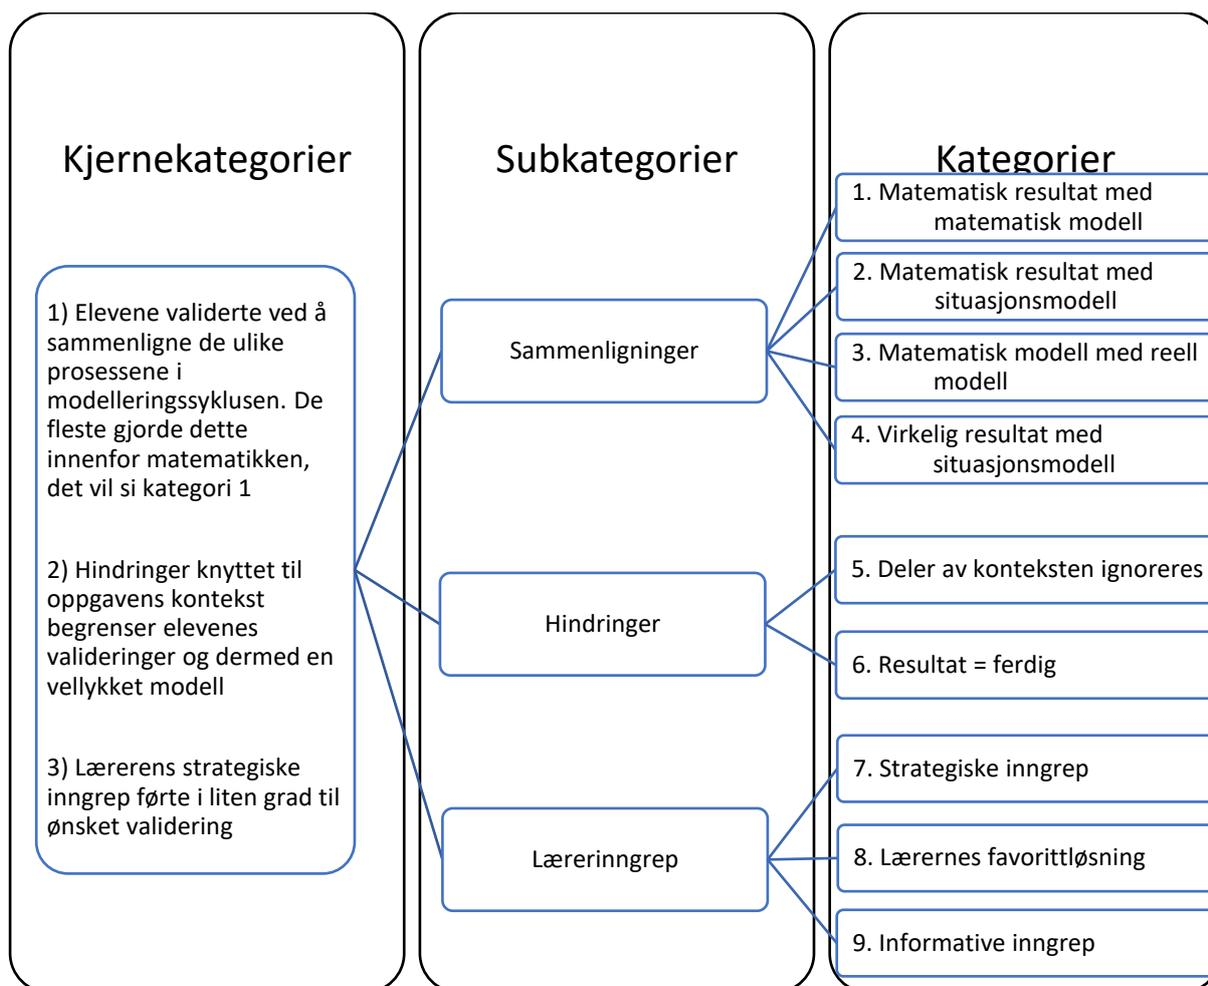 Kjernekategorier
1) Elevene validerte ved å
sammenligne de ulike
prosessene i
modelleringssyklusen. De
fleste gjorde dette
innenfor matematikken,
det vil si kategori 1
2) Hindringer knyttet til
oppgavens kontekst
begrenser elevenes
valideringer og dermed en
vellykket modell
3) Lærerens strategiske
inngrep førte i liten grad til
ønsket validering
Subkategorier
Sammenligninger
Hindringer
Lærerinngrep
Kategorier
1. Matematisk resultat med
matematisk modell
2. Matematisk resultat med
situasjonsmodell
3. Matematisk modell med reell
modell
4. Virkelig resultat med
situasjonsmodell
5. Deler av konteksten ignoreres
6. Resultat = ferdig
7. Strategiske inngrep
8. Lærernes favorittløsning
9. Informative inngrep